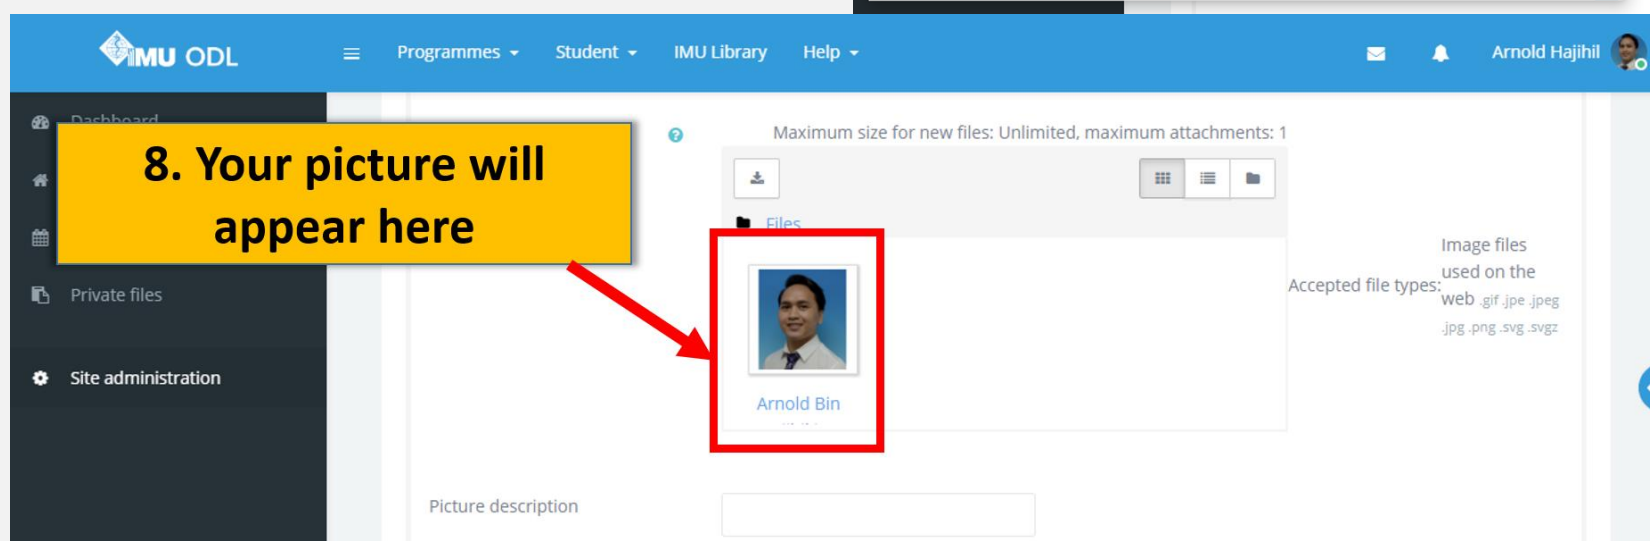 IMU ODL
Programmes
Student
IMU Library
Help
Arnold Hajihil
Dashboard
8. Your picture will
appear here
Private files
Site administration
Maximum size for new files: Unlimited, maximum attachments: 1
Files
Arnold Bin
Accepted file types:
Image files
used on the
web .gif .jpe .jpeg
.jpg .png .svg .svgz
Picture description